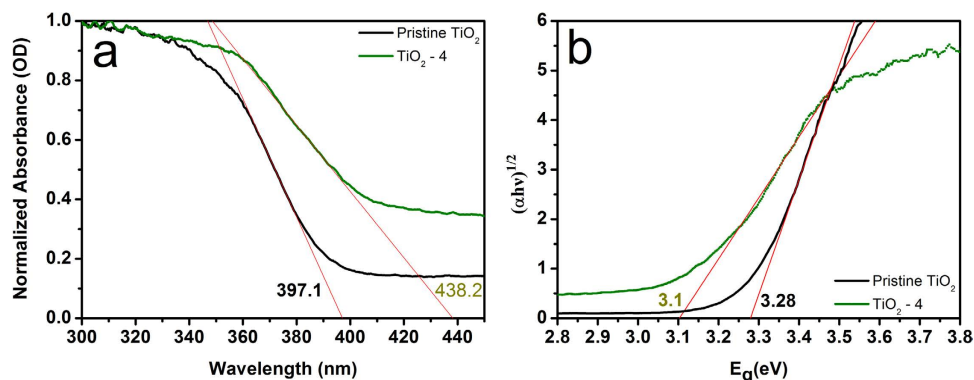 a
Pristine TiO₂
TiO₂ - 4
1.0
0.8
0.6
0.4
0.2
0.0
Normalized Absorbance (OD)
397.1
438.2
300 320 340 360 380 400 420 440
Wavelength (nm)
b
6
5
4
3
2
1
0
(αhν)^1/2
3.1
3.28
Pristine TiO₂
TiO₂ - 4
2.8 2.9 3.0 3.1 3.2 3.3 3.4 3.5 3.6 3.7 3.8
E_g(eV)